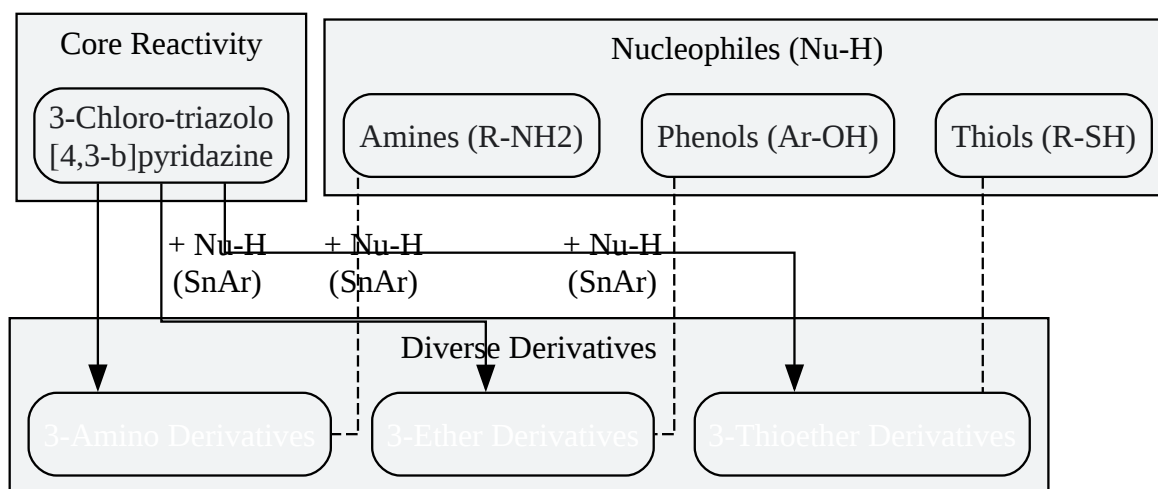 Core Reactivity
3-Chloro-triazolo
[4,3-b]pyridazine
Nucleophiles (Nu-H)
Amines (R-NH2)
Phenols (Ar-OH)
Thiols (R-SH)
+ Nu-H
(SnAr)
+ Nu-H
(SnAr)
+ Nu-H
(SnAr)
Diverse Derivatives
3-Amino Derivatives
3-Ether Derivatives
3-Thioether Derivatives